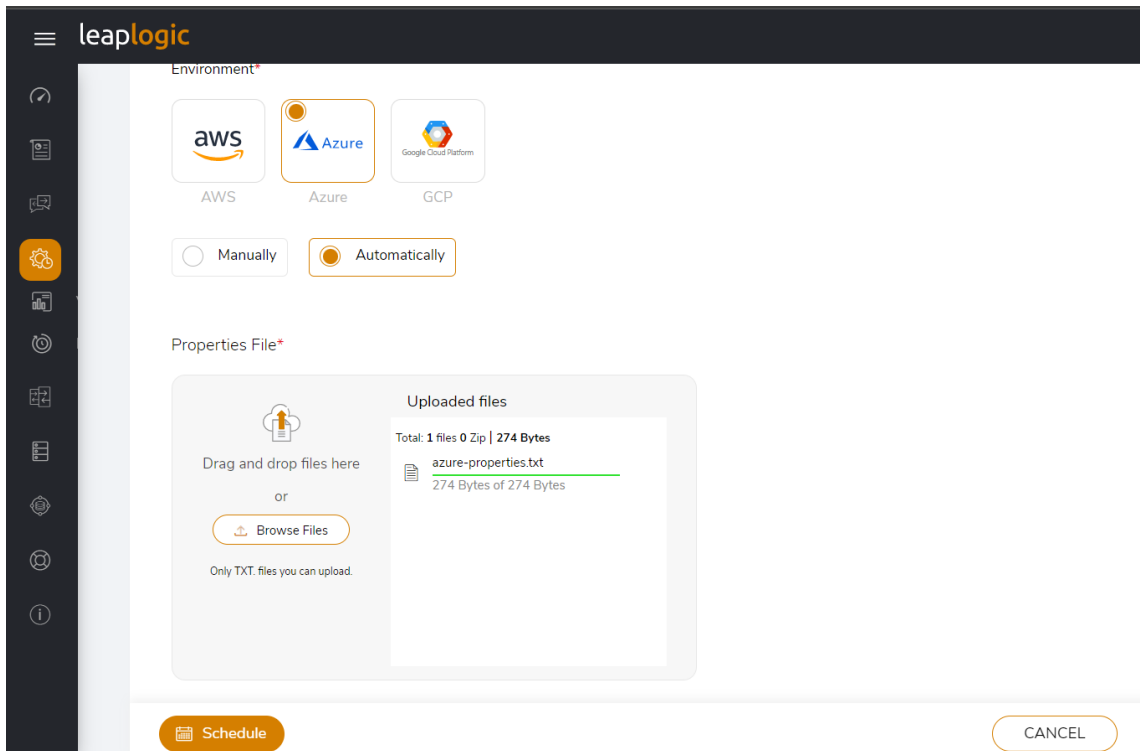 leaplogic
Environment*
aws
Azure
Google Cloud Platform
AWS
Azure
GCP
Manually
Automatically
Properties File*
Uploaded files
Total: 1 files 0 Zip | 274 Bytes
azure-properties.txt
274 Bytes of 274 Bytes
Drag and drop files here
or
Browse Files
Only TXT. files you can upload.
Schedule
CANCEL